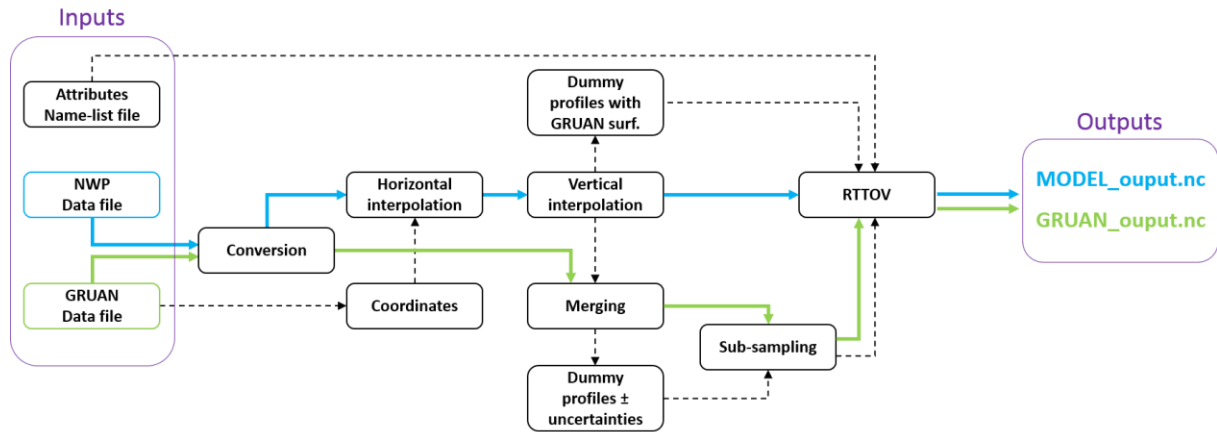 Inputs
Attributes
Name-list file
NWP
Data file
GRUAN
Data file
Conversion
Horizontal
interpolation
Coordinates
Dummy
profiles with
GRUAN surf.
Vertical
interpolation
Merging
Dummy
profiles ±
uncertainties
Sub-sampling
RTTOV
Outputs
MODEL_ouput.nc
GRUAN_ouput.nc